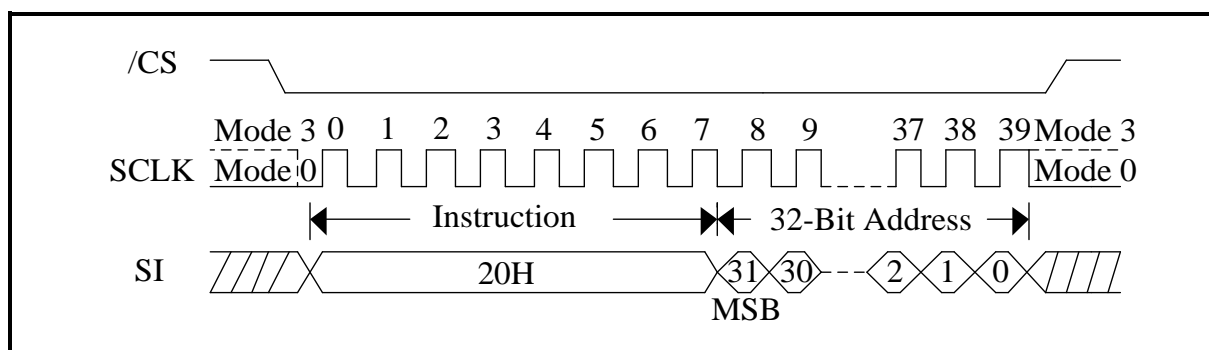 /CS
Mode 3 0 1 2 3 4 5 6 7 8 9 37 38 39 Mode 3
SCLK Mode 0 Mode 0
Instruction 32-Bit Address
SI 20H 31 30 2 1 0
MSB